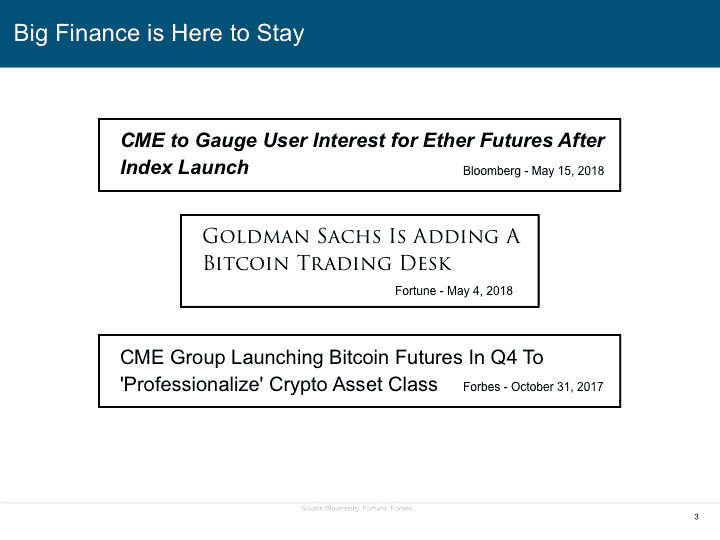 Big Finance is Here to Stay
CME to Gauge User Interest for Ether Futures After
Index Launch Bloomberg - May 15, 2018
Goldman Sachs Is Adding A
Bitcoin Trading Desk
Fortune - May 4, 2018
CME Group Launching Bitcoin Futures In Q4 To
'Professionalize' Crypto Asset Class Forbes - October 31, 2017
Source:Bloomberg, Fortune, Forbes
3